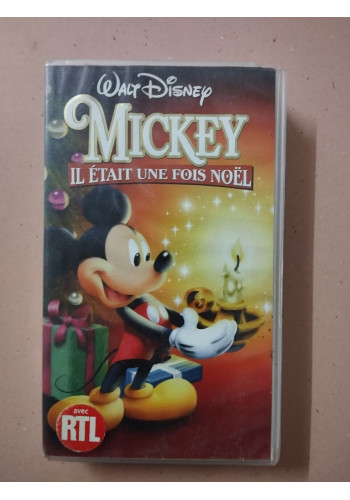 WALT DISNEY
MICKEY
IL ÉTAIT UNE FOIS NOËL
avec
RTL